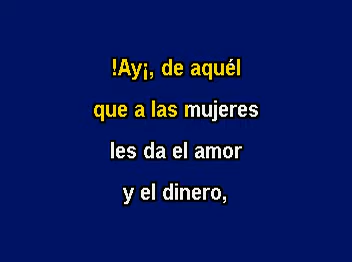 !Ay¡, de aquél
que a las mujeres
les da el amor
y el dinero,